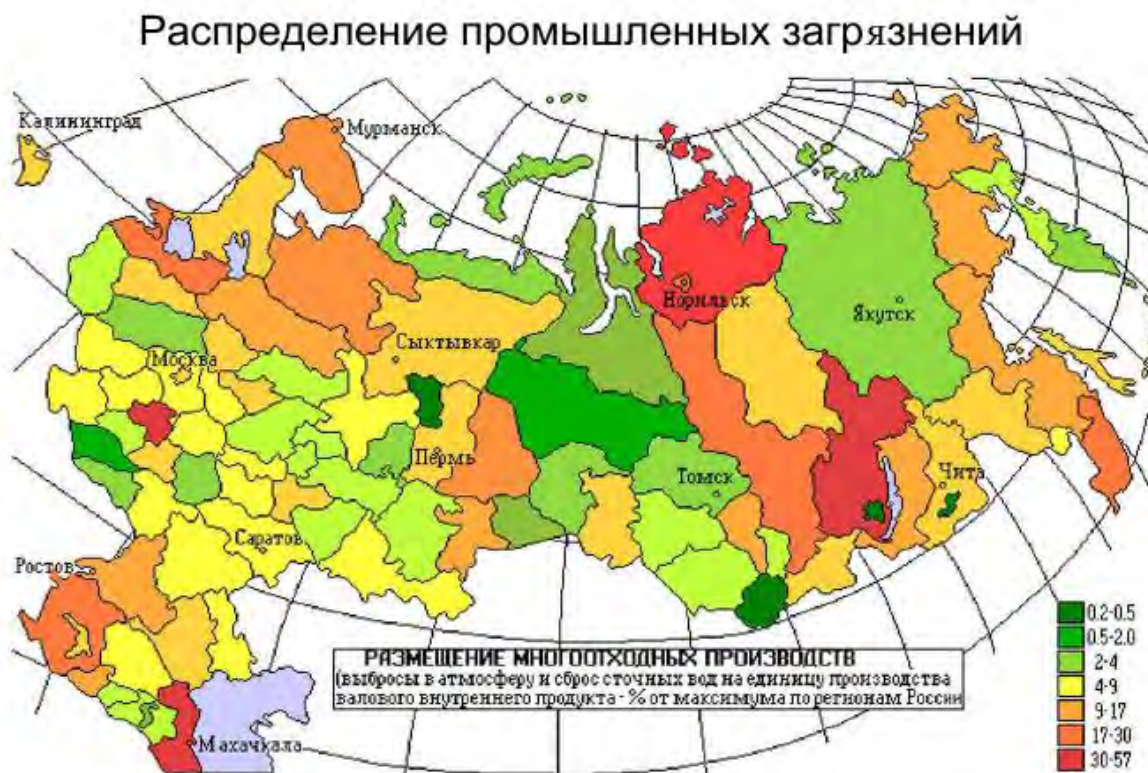 Распределение промышленных загрязнений
Калининград
Мурманск
Норильск
Якутск
Сыктывкар
Москва
Пермь
Томск
Чита
Саратов
Ростов
РАЗМЕЩЕНИЕ МНОГООТХОДНЫХ ПРОИЗВОДСТВ
(выбросы в атмосферу и сброс сточных вод на единицу производства
валового внутреннего продукта - % от максимума по регионам России
Махачкала
0.2-0.5
0.5-2.0
2-4
4-9
9-17
17-30
30-57